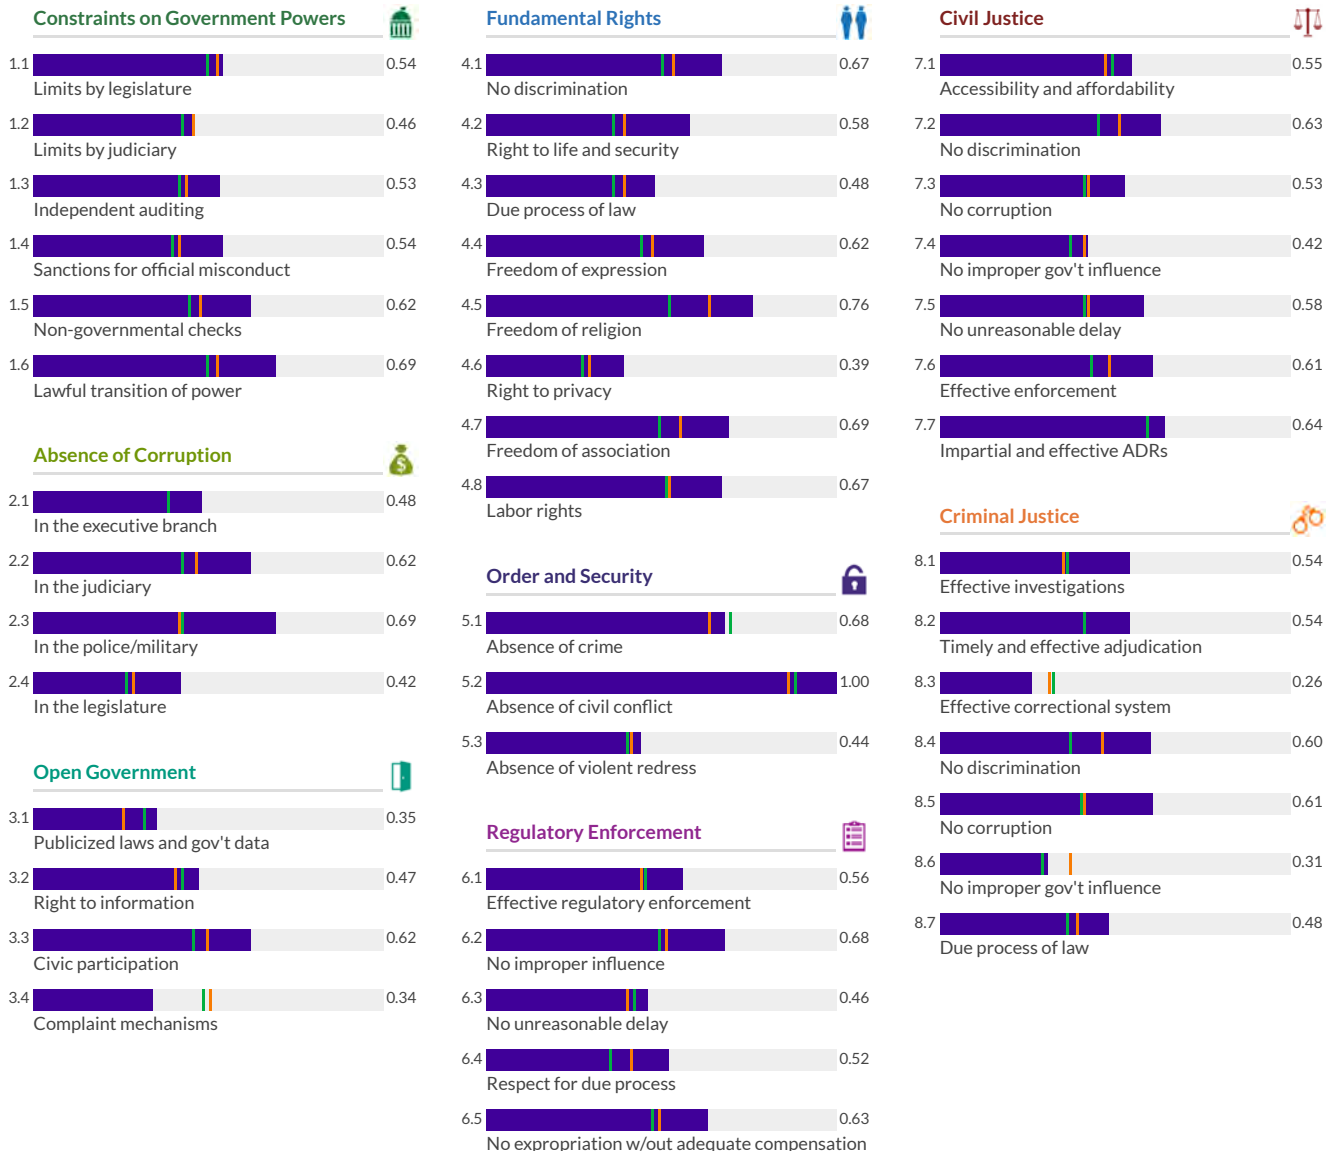 Constraints on Government Powers
1.1 0.54
Limits by legislature
1.2 0.46
Limits by judiciary
1.3 0.53
Independent auditing
1.4 0.54
Sanctions for official misconduct
1.5 0.62
Non-governmental checks
1.6 0.69
Lawful transition of power
Absence of Corruption
2.1 0.48
In the executive branch
2.2 0.62
In the judiciary
2.3 0.69
In the police/military
2.4 0.42
In the legislature
Open Government
3.1 0.35
Publicized laws and gov't data
3.2 0.47
Right to information
3.3 0.62
Civic participation
3.4 0.34
Complaint mechanisms
Fundamental Rights
4.1 0.67
No discrimination
4.2 0.58
Right to life and security
4.3 0.48
Due process of law
4.4 0.62
Freedom of expression
4.5 0.76
Freedom of religion
4.6 0.39
Right to privacy
4.7 0.69
Freedom of association
4.8 0.67
Labor rights
Order and Security
5.1 0.68
Absence of crime
5.2 1.00
Absence of civil conflict
5.3 0.44
Absence of violent redress
Regulatory Enforcement
6.1 0.56
Effective regulatory enforcement
6.2 0.68
No improper influence
6.3 0.46
No unreasonable delay
6.4 0.52
Respect for due process
6.5 0.63
No expropriation w/out adequate compensation
Civil Justice
7.1 0.55
Accessibility and affordability
7.2 0.63
No discrimination
7.3 0.53
No corruption
7.4 0.42
No improper gov't influence
7.5 0.58
No unreasonable delay
7.6 0.61
Effective enforcement
7.7 0.64
Impartial and effective ADRs
Criminal Justice
8.1 0.54
Effective investigations
8.2 0.54
Timely and effective adjudication
8.3 0.26
Effective correctional system
8.4 0.60
No discrimination
8.5 0.61
No corruption
8.6 0.31
No improper gov't influence
8.7 0.48
Due process of law